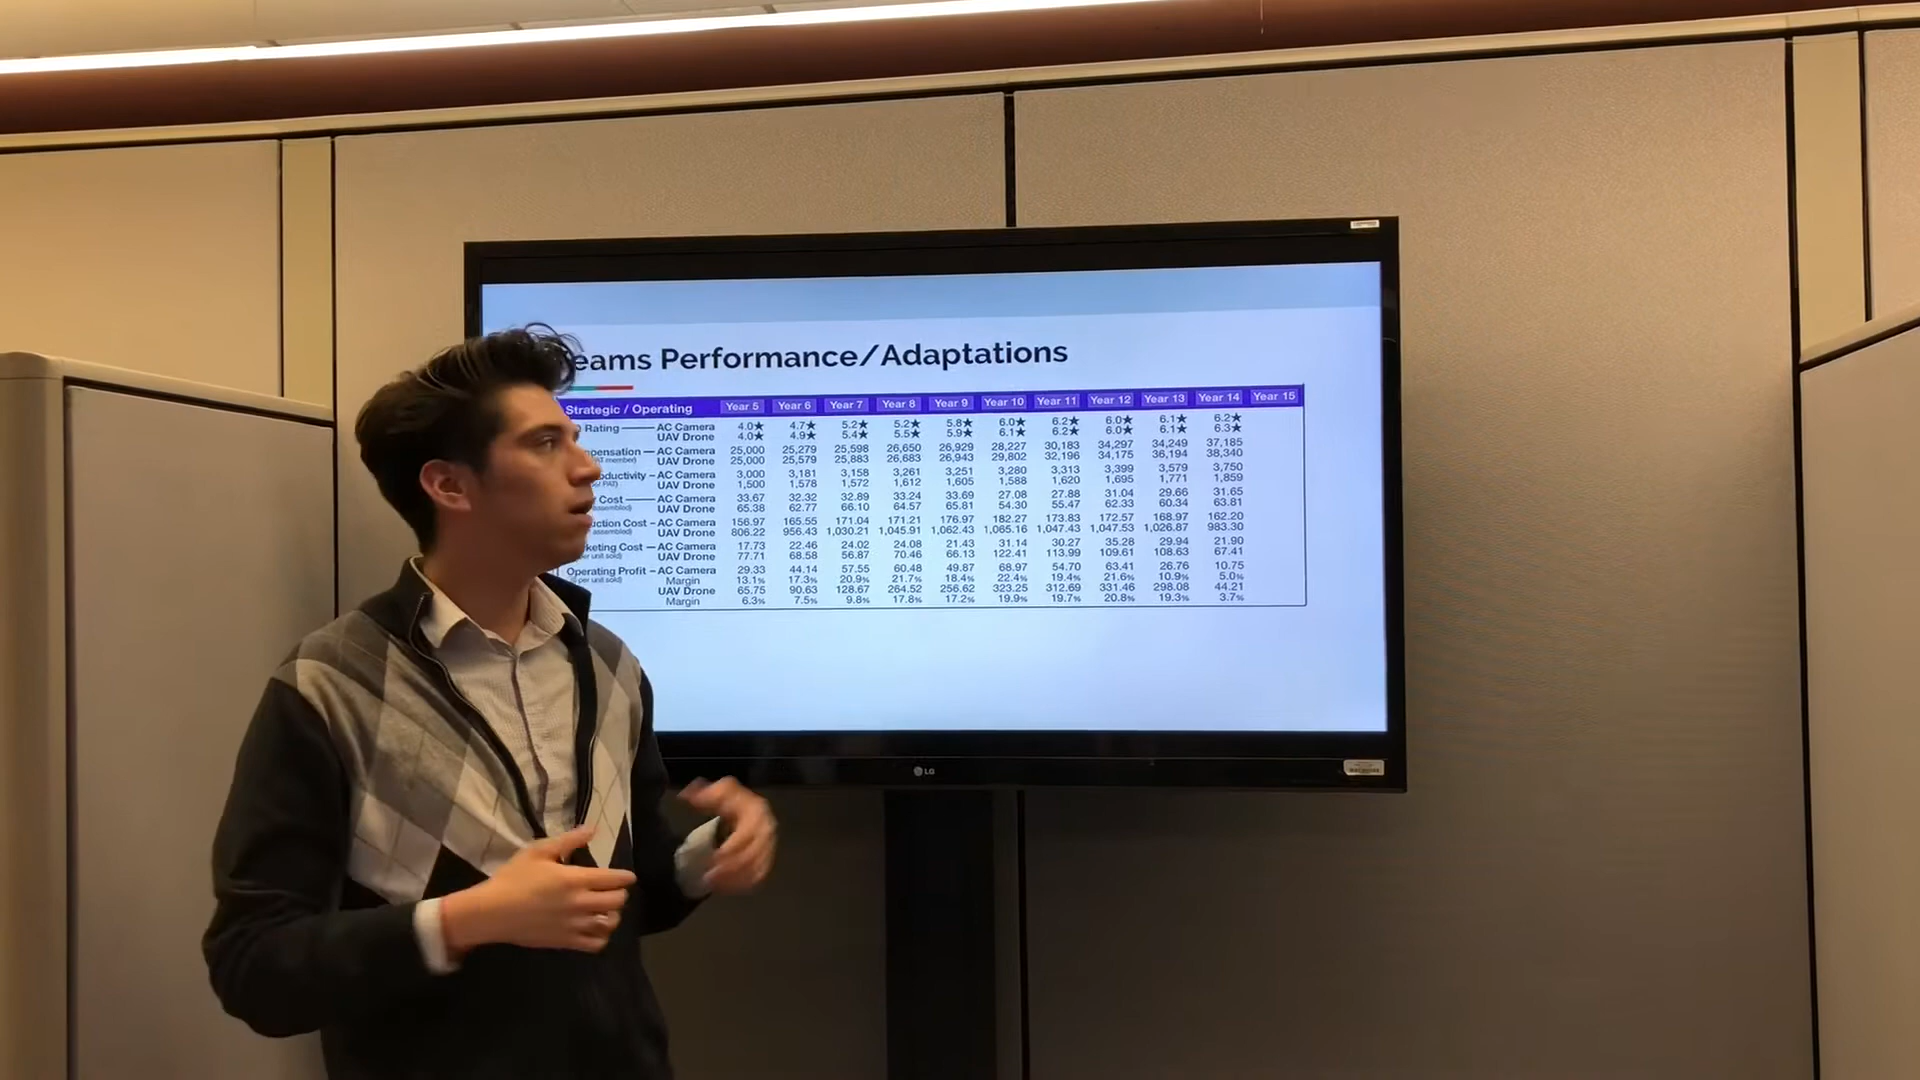 eams Performance/Adaptations
Strategic / Operating Year 5 Year 6 Year 7 Year 8 Year 9 Year 10 Year 11 Year 12 Year 13 Year 14 Year 15
Rating AC Camera 4.0★ 4.7★ 5.2★ 5.2★ 5.8★ 6.0★ 6.2★ 6.0★ 6.1★ 6.2★
UAV Drone 4.0★ 4.9★ 5.4★ 5.5★ 5.9★ 6.1★ 6.2★ 6.0★ 6.1★ 6.3★
pensation AC Camera 25,000 25,279 25,598 26,650 26,929 28,227 30,183 34,297 34,249 37,185
PAT member) UAV Drone 25,000 25,579 25,883 26,683 26,943 29,802 32,196 34,175 36,194 38,340
oductivity AC Camera 3,000 3,181 3,158 3,261 3,251 3,280 3,313 3,399 3,579 3,750
PAT) UAV Drone 1,500 1,578 1,572 1,612 1,605 1,588 1,620 1,695 1,771 1,859
Cost AC Camera 33.67 32.32 32.89 33.24 33.69 27.08 27.88 31.04 29.66 31.65
assembled) UAV Drone 65.38 62.77 66.10 64.57 65.81 54.30 55.47 62.33 60.34 63.81
uction Cost AC Camera 156.97 165.55 171.04 171.21 176.97 182.27 173.83 172.57 168.97 162.20
assembled) UAV Drone 806.22 956.43 1,030.21 1,045.91 1,062.43 1,065.16 1,047.43 1,047.53 1,026.87 983.30
keting Cost AC Camera 17.73 22.46 24.02 24.08 21.43 31.14 30.27 35.28 29.94 21.90
per unit sold) UAV Drone 77.71 68.58 56.87 70.46 66.13 122.41 113.99 109.61 108.63 67.41
Operating Profit AC Camera 29.33 44.14 57.55 60.48 49.87 68.97 54.70 63.41 26.76 10.75
($ per unit sold) Margin 13.1% 17.3% 20.9% 21.7% 18.4% 22.4% 19.4% 21.6% 10.9% 5.0%
UAV Drone 65.75 90.63 128.67 264.52 256.62 323.25 312.69 331.46 298.08 44.21
Margin 6.3% 7.5% 9.8% 17.8% 17.2% 19.9% 19.7% 20.8% 19.3% 3.7%
LG